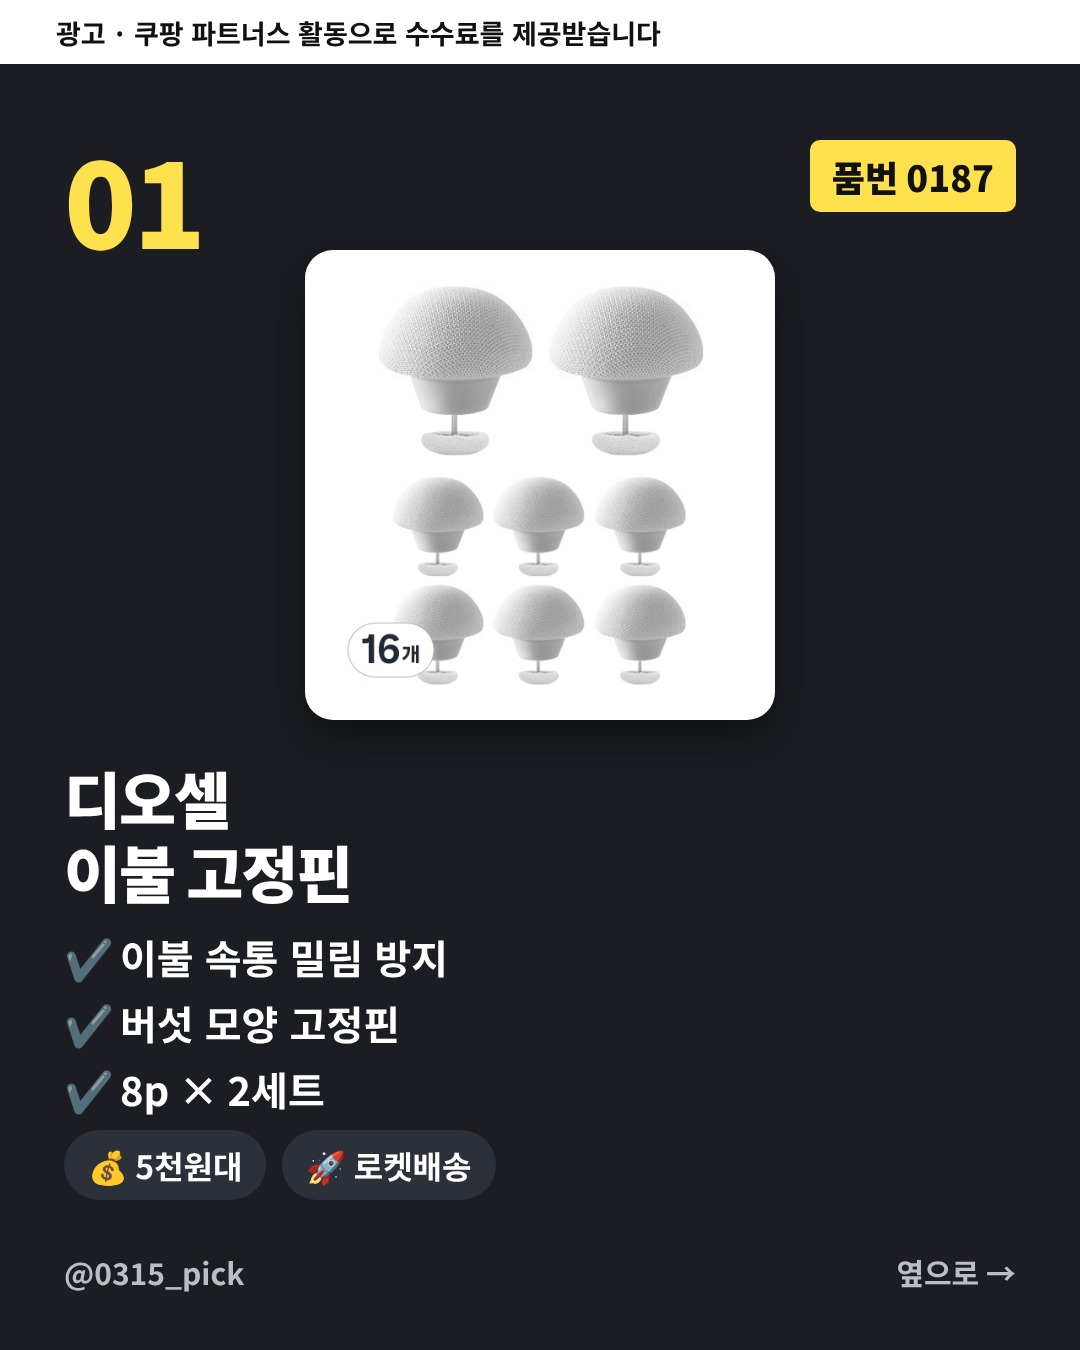 광고 · 쿠팡 파트너스 활동으로 수수료를 제공받습니다
01
품번 0187
16개
디오셀
이불 고정핀
✔️ 이불 속통 밀림 방지
✔️ 버섯 모양 고정핀
✔️ 8p × 2세트
💰 5천원대
🚀 로켓배송
@0315_pick
옆으로 →